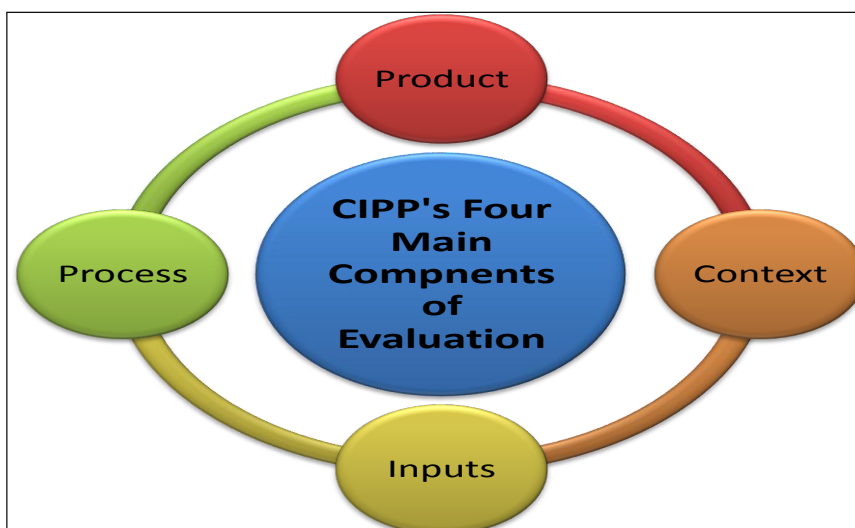 Product
CIPP's Four
Main
Compnents
of
Evaluation
Process
Context
Inputs